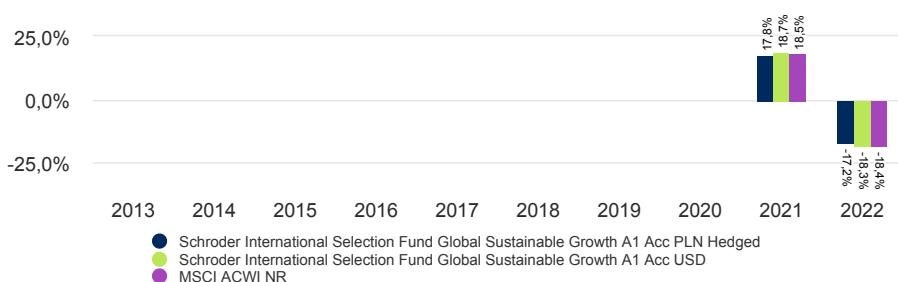 25,0%
0,0%
-25,0%
17,8%
18,7%
18,5%
-17,2%
-18,3%
-18,4%
2013 2014 2015 2016 2017 2018 2019 2020 2021 2022
Schroder International Selection Fund Global Sustainable Growth A1 Acc PLN Hedged
Schroder International Selection Fund Global Sustainable Growth A1 Acc USD
MSCI ACWI NR